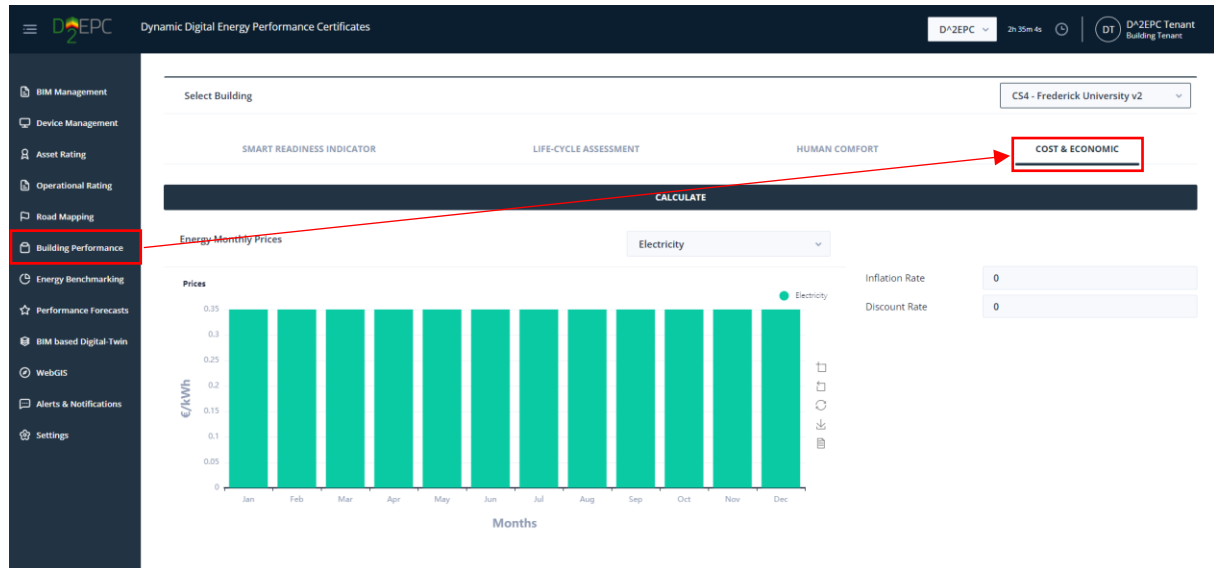 D2EPC
Dynamic Digital Energy Performance Certificates
D^2EPC
2h 35m 4s
DT
D^2EPC Tenant
Building Tenant
BIM Management
Device Management
Asset Rating
Operational Rating
Road Mapping
Building Performance
Energy Benchmarking
Performance Forecasts
BIM based Digital-Twin
WebGIS
Alerts & Notifications
Settings
Select Building
CS4 - Frederick University v2
SMART READINESS INDICATOR
LIFE-CYCLE ASSESSMENT
HUMAN COMFORT
COST & ECONOMIC
CALCULATE
Energy Monthly Prices
Electricity
Prices
Electricity
€/kWh
0.35
0.3
0.25
0.2
0.15
0.1
0.05
0
Jan Feb Mar Apr May Jun Jul Aug Sep Oct Nov Dec
Months
Inflation Rate 0
Discount Rate 0